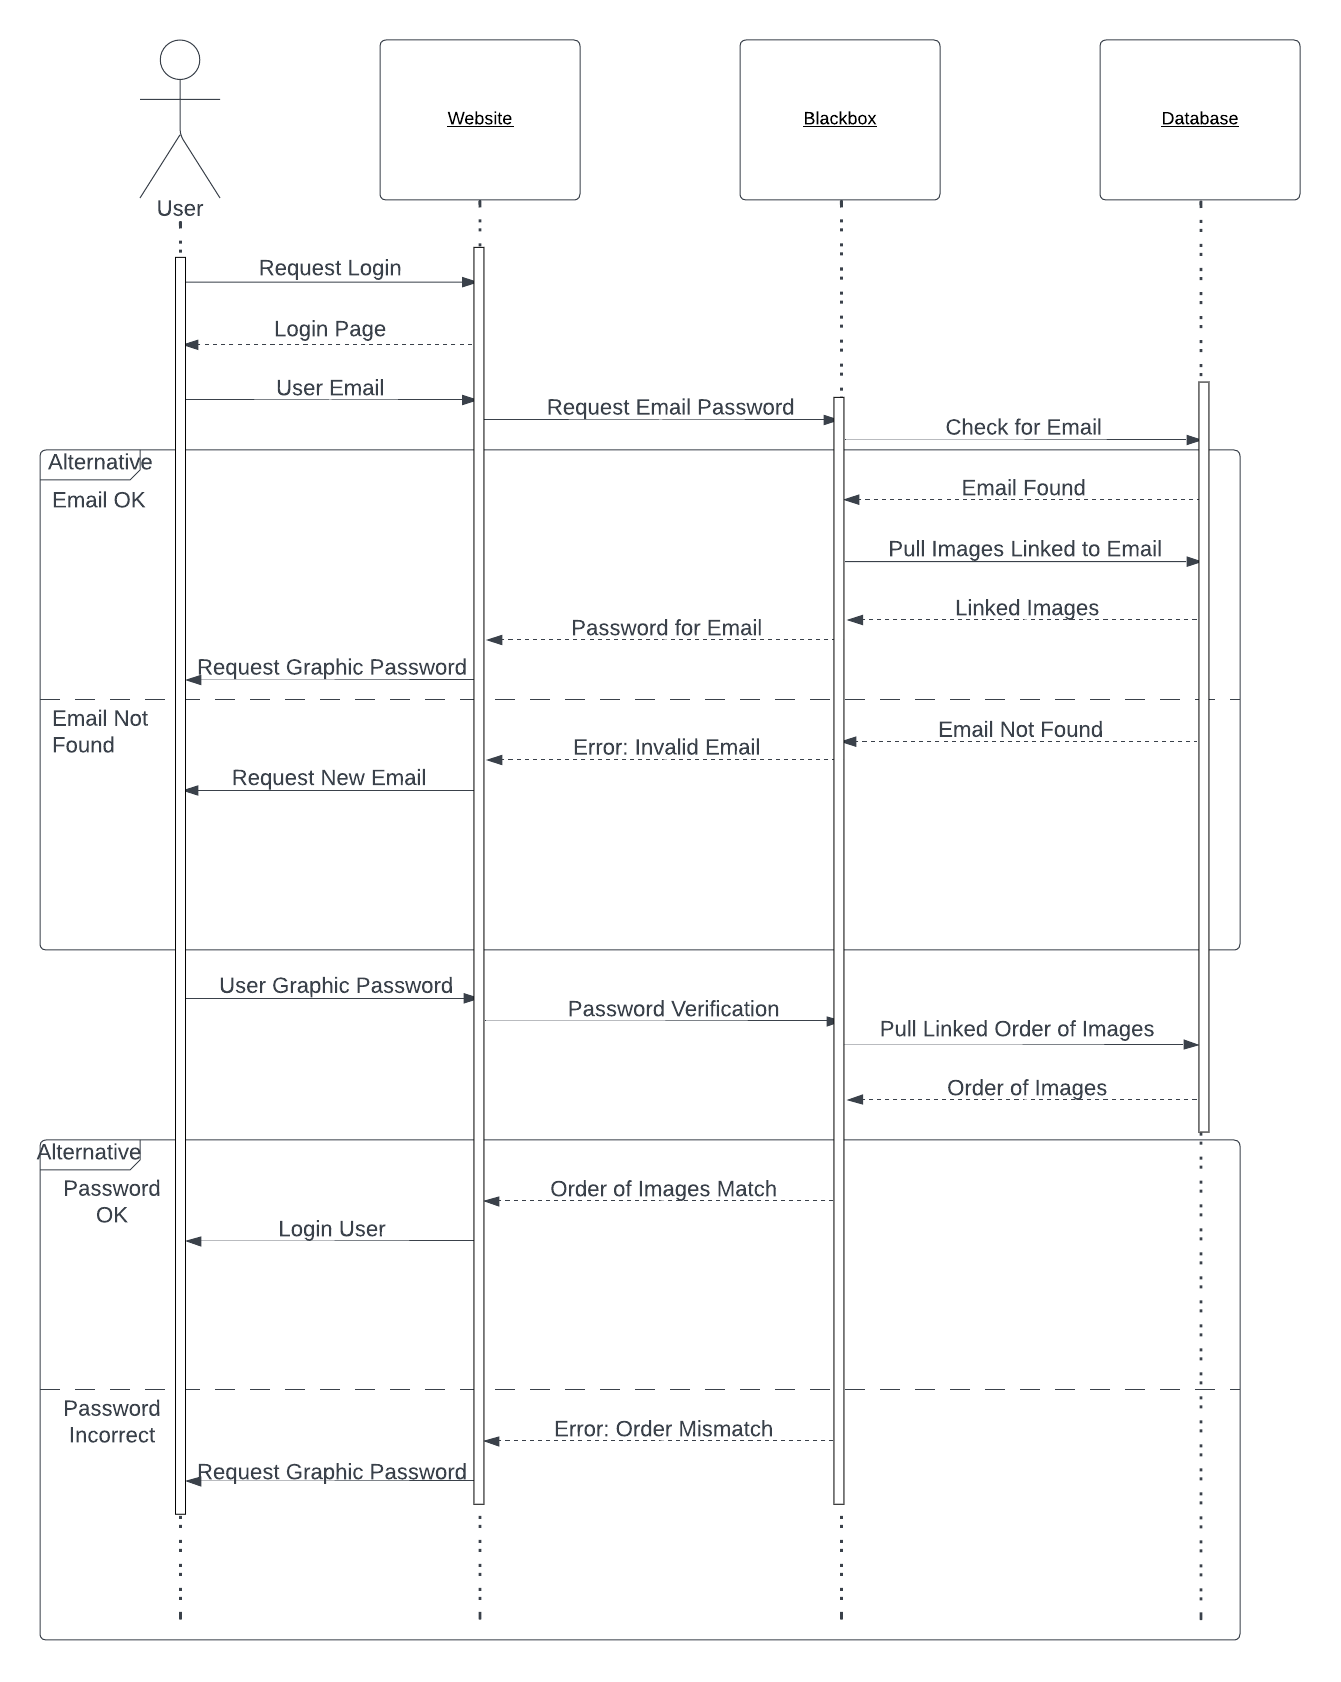 Website
Blackbox
Database
User
Request Login
Login Page
User Email
Request Email Password
Check for Email
Alternative
Email OK
Email Found
Pull Images Linked to Email
Linked Images
Password for Email
Request Graphic Password
Email Not
Found
Email Not Found
Error: Invalid Email
Request New Email
User Graphic Password
Password Verification
Pull Linked Order of Images
Order of Images
Alternative
Password
OK
Order of Images Match
Login User
Password
Incorrect
Error: Order Mismatch
Request Graphic Password